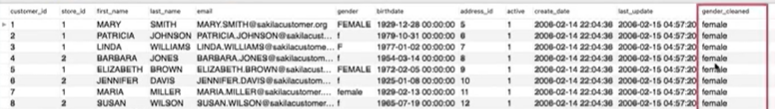 customer_id store_id first_name last_name email gender birthdate address_id active create_date last_update gender_cleaned
1 1 MARY SMITH MARY.SMITH@sakilacustomer.org FEMALE 1929-12-28 00:00:00 5 1 2006-02-14 22:04:36 2006-02-15 04:57:20 female
2 1 PATRICIA JOHNSON PATRICIA.JOHNSON@sakilacust... f 1979-10-31 00:00:00 6 1 2006-02-14 22:04:36 2006-02-15 04:57:20 female
3 1 LINDA WILLIAMS LINDA.WILLIAMS@sakilacustome... F 1977-01-02 00:00:00 7 1 2006-02-14 22:04:36 2006-02-15 04:57:20 female
4 2 BARBARA JONES BARBARA.JONES@sakilacustom... f 1954-03-14 00:00:00 8 1 2006-02-14 22:04:36 2006-02-15 04:57:20 female
5 1 ELIZABETH BROWN ELIZABETH.BROWN@sakilacust... FEMALE 1972-02-05 00:00:00 9 1 2006-02-14 22:04:36 2006-02-15 04:57:20 female
6 2 JENNIFER DAVIS JENNIFER.DAVIS@sakilacustom... f 1925-01-08 00:00:00 10 1 2006-02-14 22:04:36 2006-02-15 04:57:20 female
7 1 MARIA MILLER MARIA.MILLER@sakilacustomer.... female 1929-02-13 00:00:00 11 1 2006-02-14 22:04:36 2006-02-15 04:57:20 female
8 2 SUSAN WILSON SUSAN.WILSON@sakilacustomer... f 1965-07-19 00:00:00 12 1 2006-02-14 22:04:36 2006-02-15 04:57:20 female